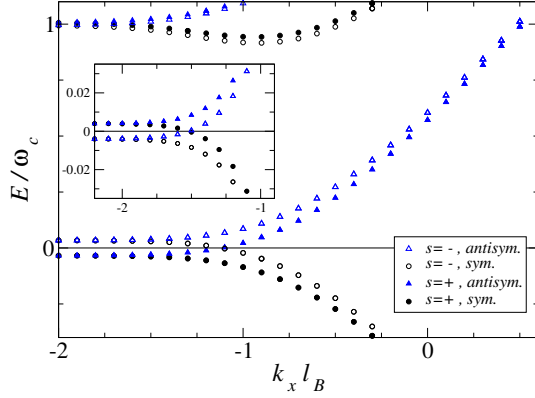 1
0.02
0
-0.02
-2
-1
E/ω_c
0
s= - , antisym.
s= - , sym.
s=+ , antisym.
s=+ , sym.
-2
-1
0
k_x l_B